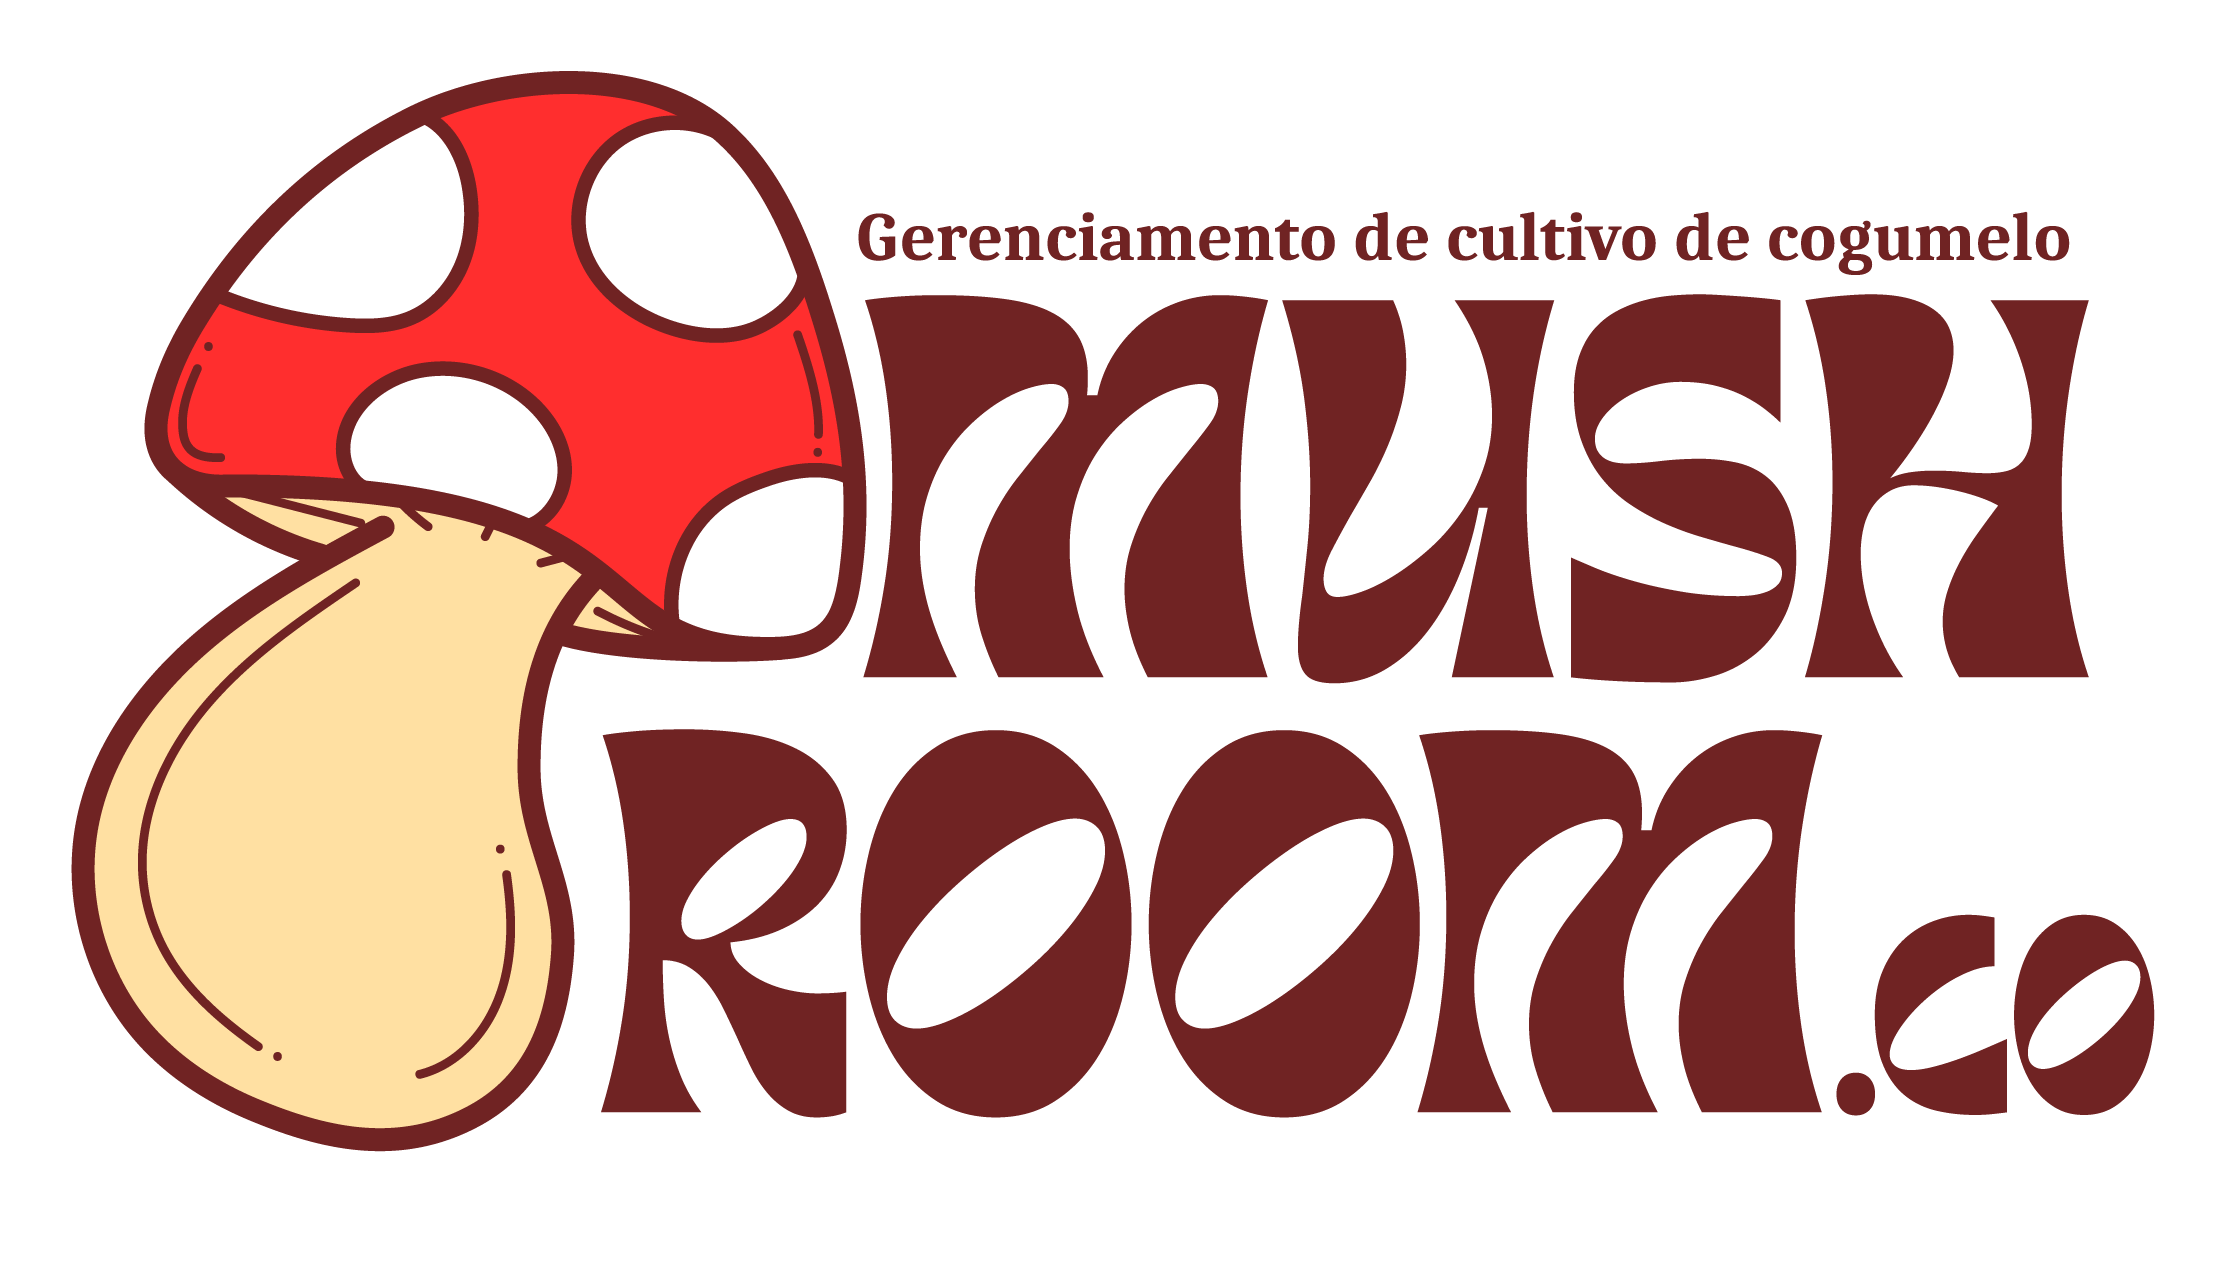 Gerenciamento de cultivo de cogumelo
MUSH
ROOM.co